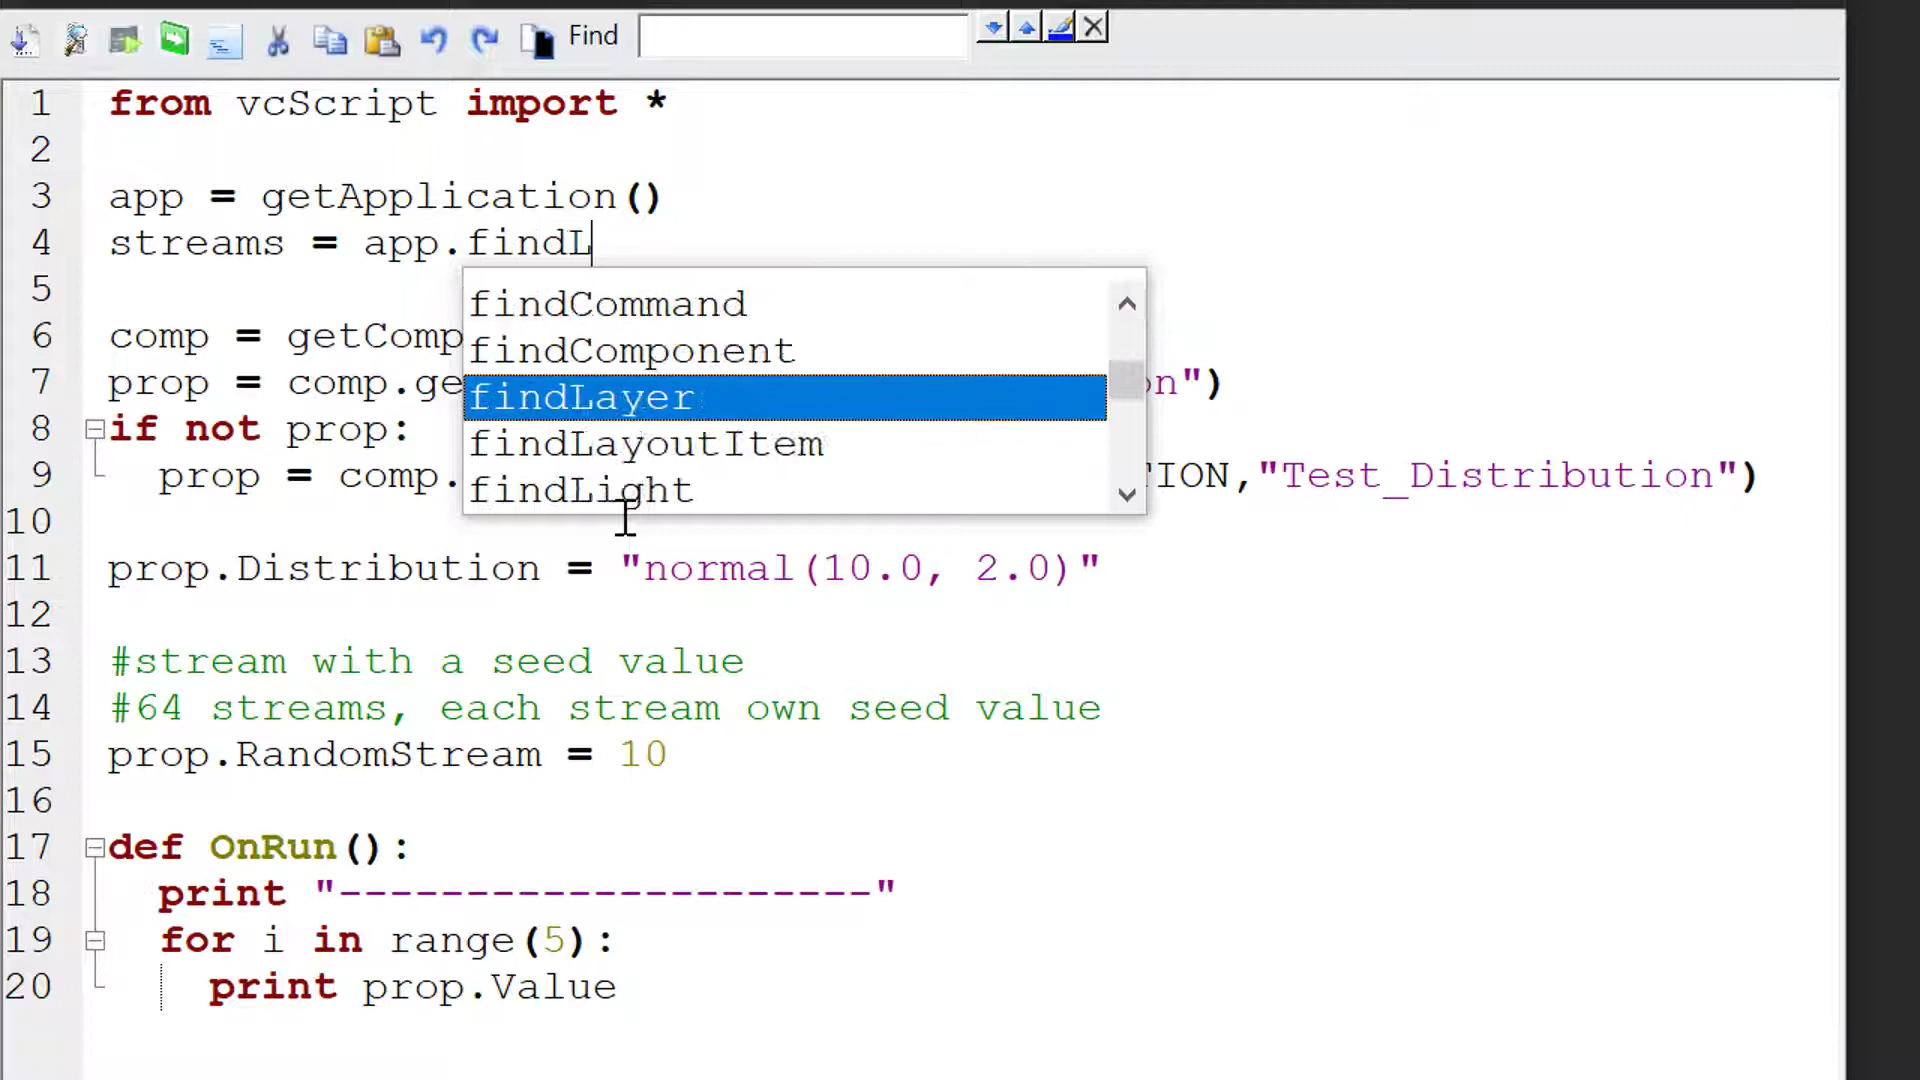 Find
1 from vcScript import *
2
3 app = getApplication()
4 streams = app.findL
5
findCommand
6 comp = getComp
findComponent
7 prop = comp.ge on")
findLayer
8 if not prop:
findLayoutItem
9 prop = comp. TION,"Test_Distribution")
findLight
10
11 prop.Distribution = "normal(10.0, 2.0)"
12
13 #stream with a seed value
14 #64 streams, each stream own seed value
15 prop.RandomStream = 10
16
17 def OnRun():
18 print "---------------------"
19 for i in range(5):
20 print prop.Value